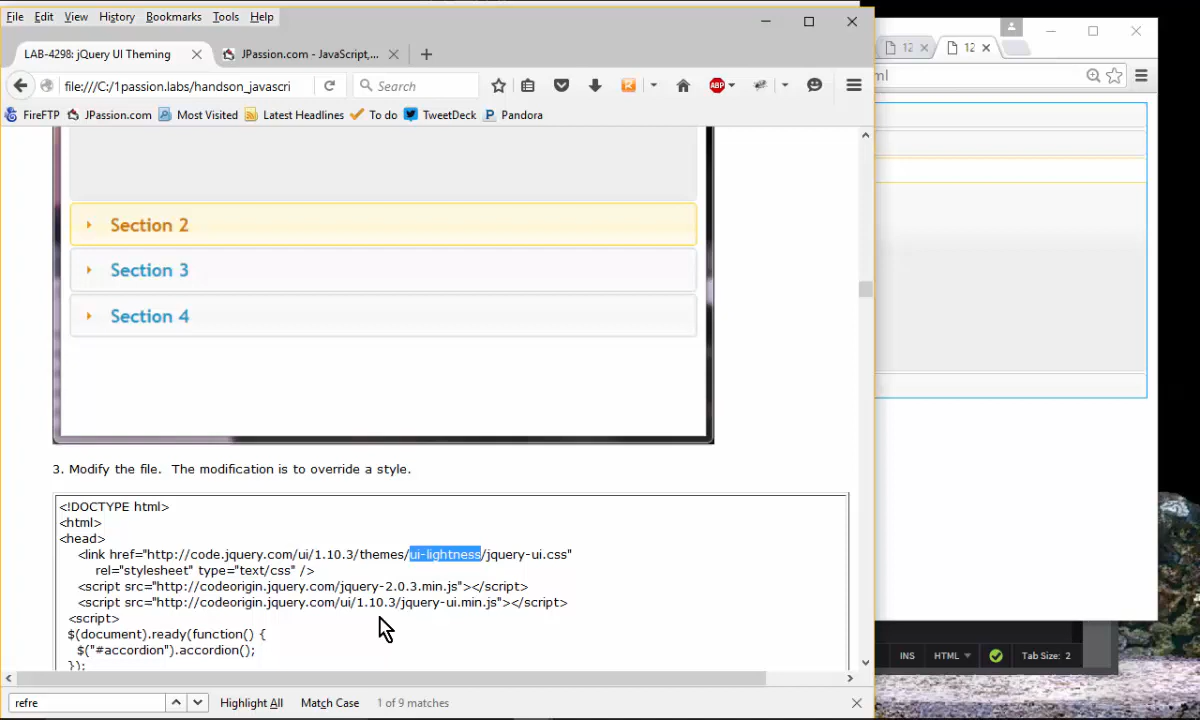 File Edit View History Bookmarks Tools Help
LAB-4298: jQuery UI Theming JPassion.com - JavaScript,...
12 12
file:///C:/1passion.labs/handson_javascri Search
ml
FireFTP JPassion.com Most Visited Latest Headlines To do TweetDeck Pandora
Section 2
Section 3
Section 4
3. Modify the file. The modification is to override a style.
<!DOCTYPE html>
<html>
<head>
<link href="http://code.jquery.com/ui/1.10.3/themes/ui-lightness/jquery-ui.css"
rel="stylesheet" type="text/css" />
<script src="http://codeorigin.jquery.com/jquery-2.0.3.min.js"></script>
<script src="http://codeorigin.jquery.com/ui/1.10.3/jquery-ui.min.js"></script>
<script>
$(document).ready(function() {
$("#accordion").accordion();
});
INS HTML Tab Size: 2
refre Highlight All Match Case 1 of 9 matches